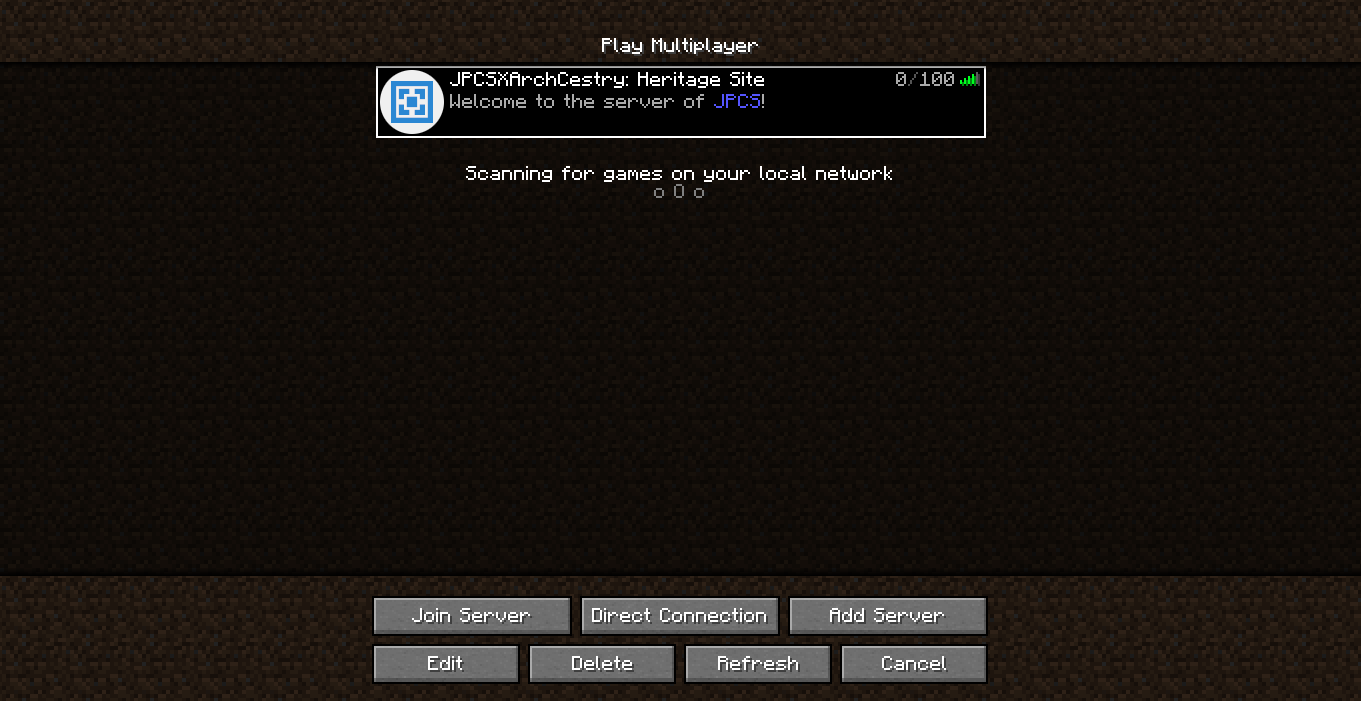 Play Multiplayer
JPCSXArchCestry: Heritage Site 0/100
Welcome to the server of JPCS!
Scanning for games on your local network
o O o
Join Server Direct Connection Add Server
Edit Delete Refresh Cancel